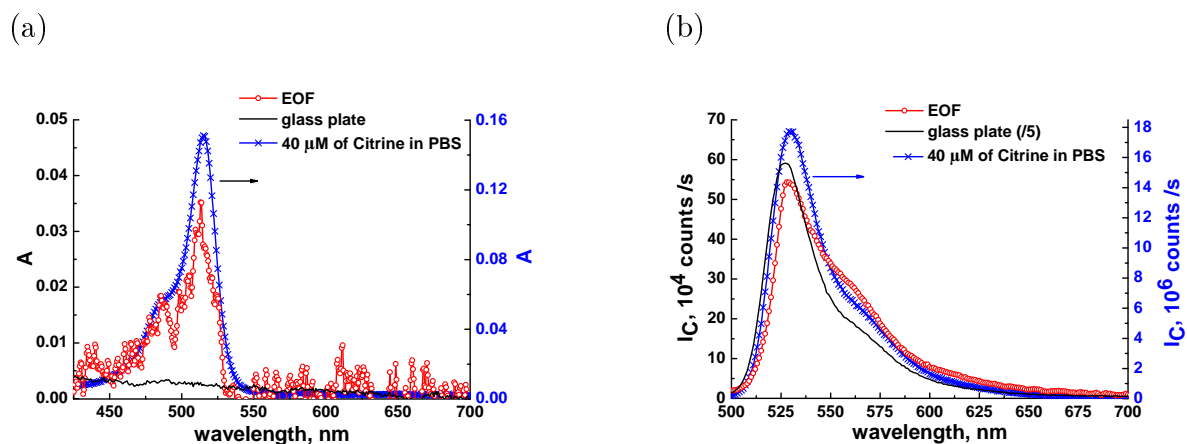 (a)
EOF
glass plate
40 μM of Citrine in PBS
0.05
0.04
0.03
0.02
0.01
0.00
A
0.16
0.12
0.08
0.04
0.00
A
450 500 550 600 650 700
wavelength, nm
(b)
EOF
glass plate (/5)
40 μM of Citrine in PBS
70
60
50
40
30
20
10
0
I_C, 10^4 counts /s
18
16
14
12
10
8
6
4
2
0
I_C, 10^6 counts /s
500 525 550 575 600 625 650 675 700
wavelength, nm